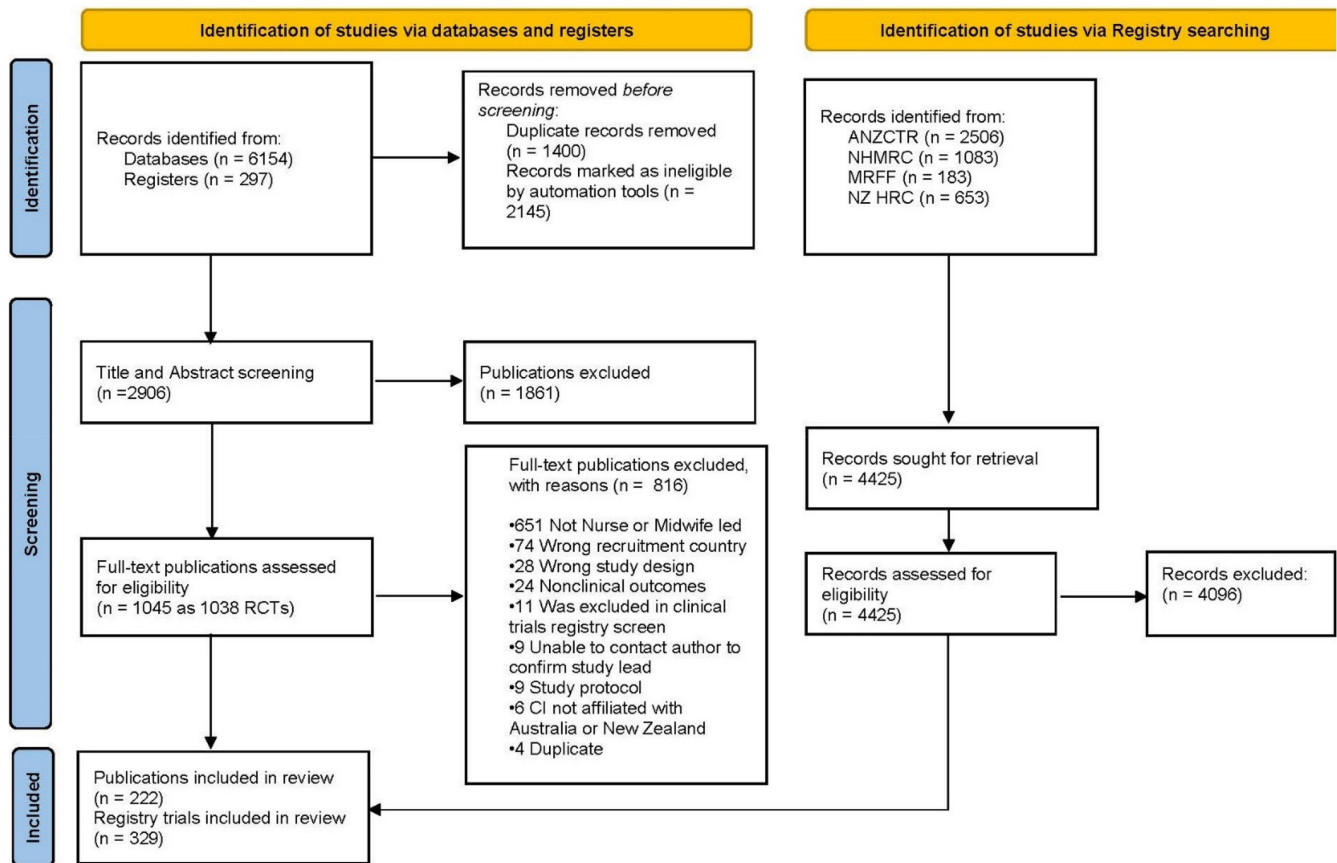 Identification of studies via databases and registers
Identification of studies via Registry searching
Identification
Records identified from:
Databases (n = 6154)
Registers (n = 297)
Records removed before
screening:
Duplicate records removed
(n = 1400)
Records marked as ineligible
by automation tools (n =
2145)
Records identified from:
ANZCTR (n = 2506)
NHMRC (n = 1083)
MRFF (n = 183)
NZ HRC (n = 653)
Screening
Title and Abstract screening
(n =2906)
Publications excluded
(n = 1861)
Full-text publications assessed
for eligibility
(n = 1045 as 1038 RCTs)
Full-text publications excluded,
with reasons (n = 816)
•651 Not Nurse or Midwife led
•74 Wrong recruitment country
•28 Wrong study design
•24 Nonclinical outcomes
•11 Was excluded in clinical
trials registry screen
•9 Unable to contact author to
confirm study lead
•9 Study protocol
•6 CI not affiliated with
Australia or New Zealand
•4 Duplicate
Records sought for retrieval
(n = 4425)
Records assessed for
eligibility
(n = 4425)
Records excluded:
(n = 4096)
Included
Publications included in review
(n = 222)
Registry trials included in review
(n = 329)